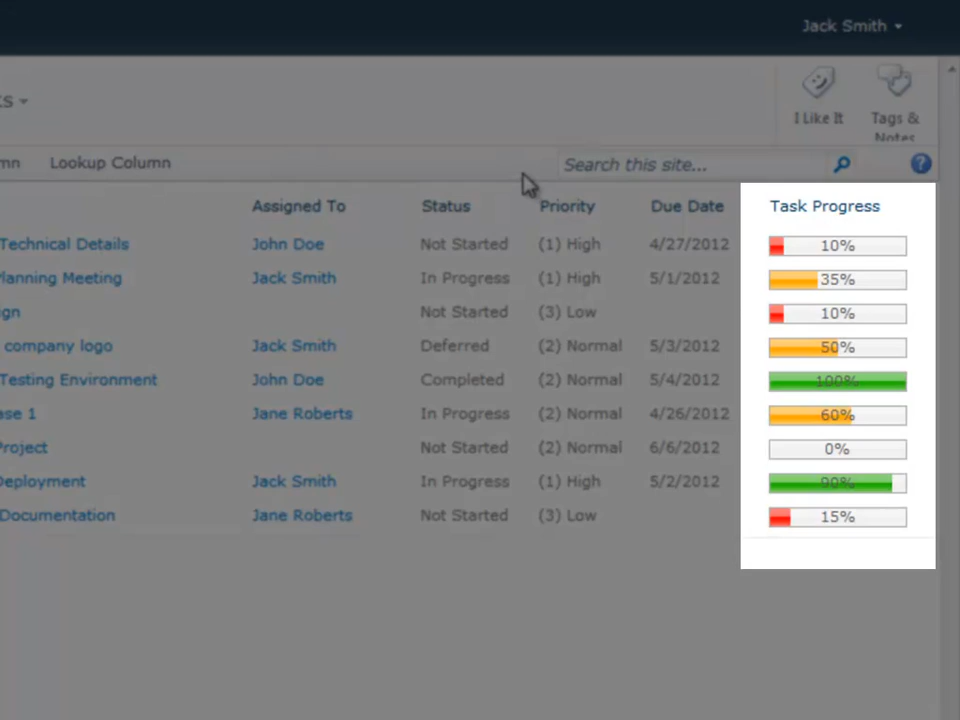 Jack Smith
I Like It Tags &
Notes
Lookup Column Search this site...
Assigned To Status Priority Due Date Task Progress
Technical Details John Doe Not Started (1) High 4/27/2012 10%
Planning Meeting Jack Smith In Progress (1) High 5/1/2012 35%
Not Started (3) Low 10%
company logo Jack Smith Deferred (2) Normal 5/3/2012 50%
Testing Environment John Doe Completed (2) Normal 5/4/2012 100%
1 Jane Roberts In Progress (2) Normal 4/26/2012 60%
Project Not Started (2) Normal 6/6/2012 0%
Deployment Jack Smith In Progress (1) High 5/2/2012 90%
Documentation Jane Roberts Not Started (3) Low 15%